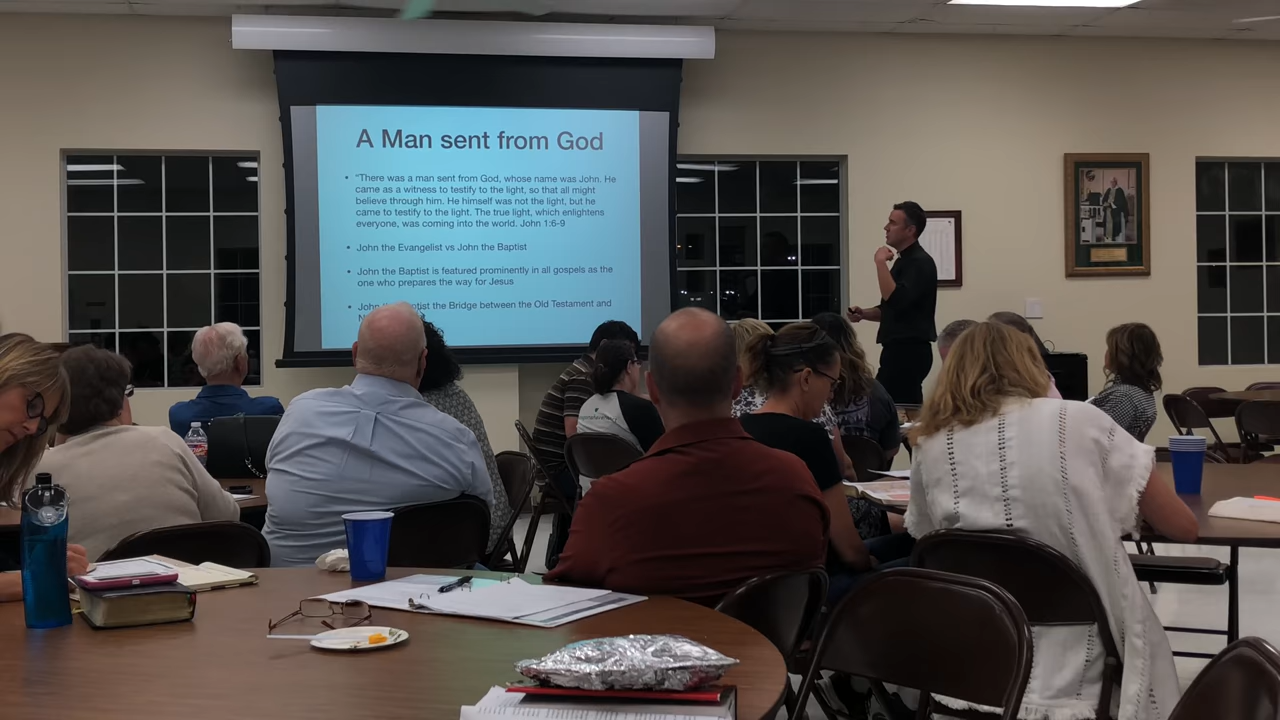 A Man sent from God
• "There was a man sent from God, whose name was John. He
came as a witness to testify to the light, so that all might
believe through him. He himself was not the light, but he
came to testify to the light. The true light, which enlightens
everyone, was coming into the world. John 1:6-9
• John the Evangelist vs John the Baptist
• John the Baptist is featured prominently in all gospels as the
one who prepares the way for Jesus
• John the Baptist the Bridge between the Old Testament and